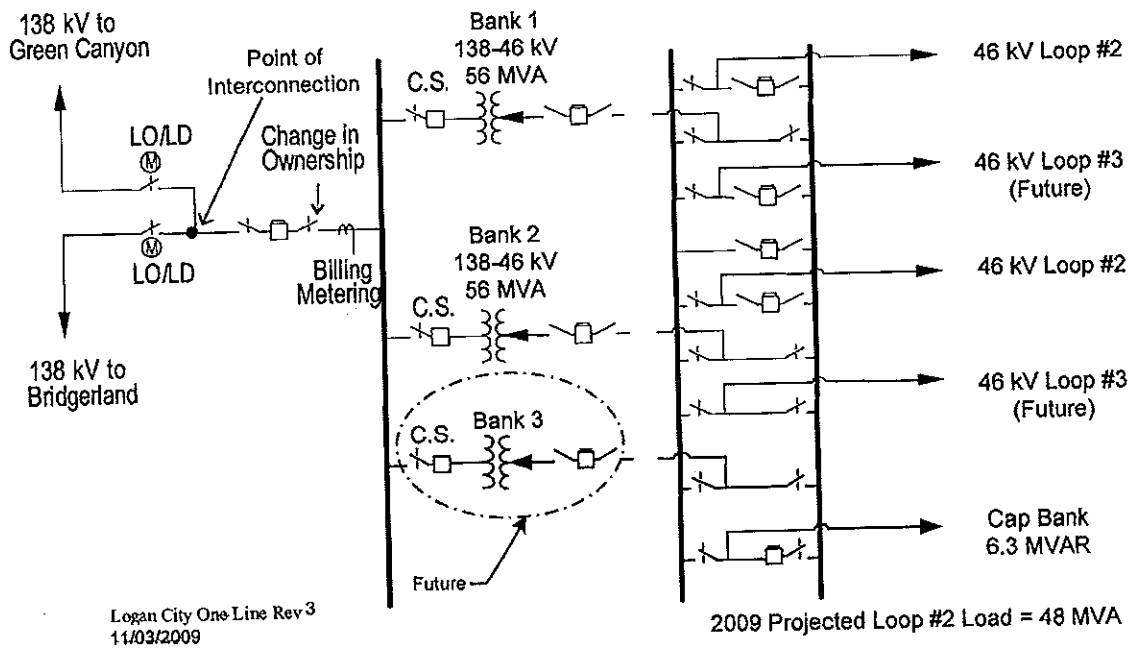 138 kV to
Green Canyon
Point of
Interconnection
LO/LD
M
Change in
Ownership
M
LO/LD
Billing
Metering
138 kV to
Bridgerland
Bank 1
138-46 kV
56 MVA
C.S.
Bank 2
138-46 kV
56 MVA
C.S.
Bank 3
C.S.
Future
46 kV Loop #2
46 kV Loop #3
(Future)
46 kV Loop #2
46 kV Loop #3
(Future)
Cap Bank
6.3 MVAR
Logan City One-Line Rev 3
11/03/2009
2009 Projected Loop #2 Load = 48 MVA